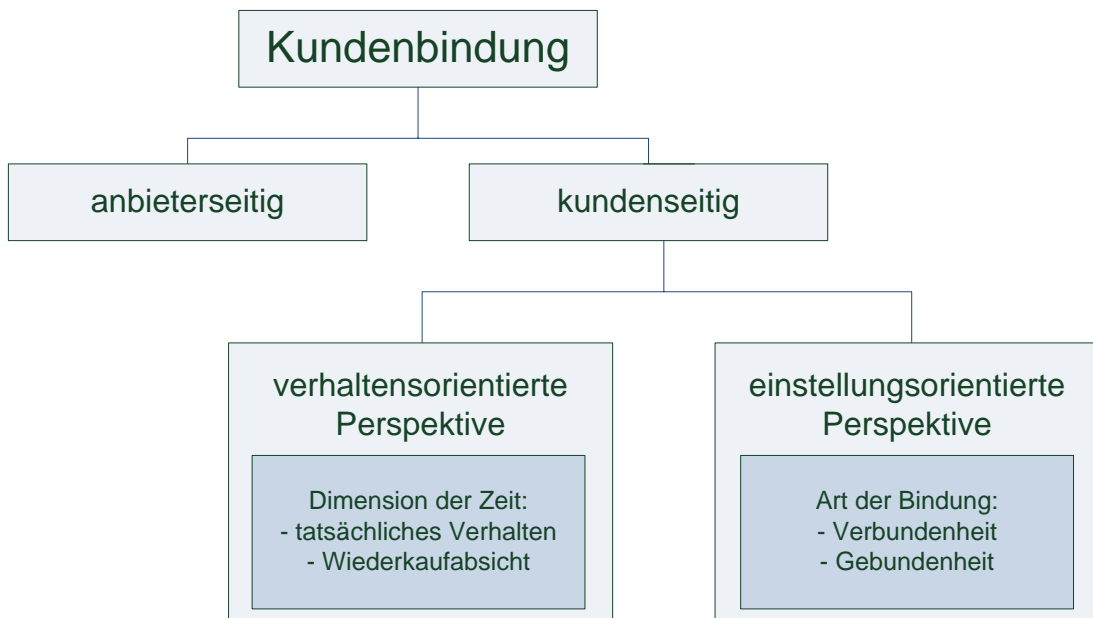 Kundenbindung
anbieterseitig
kundenseitig
verhaltensorientierte
Perspektive
Dimension der Zeit:
- tatsächliches Verhalten
- Wiederkaufabsicht
einstellungsorientierte
Perspektive
Art der Bindung:
- Verbundenheit
- Gebundenheit